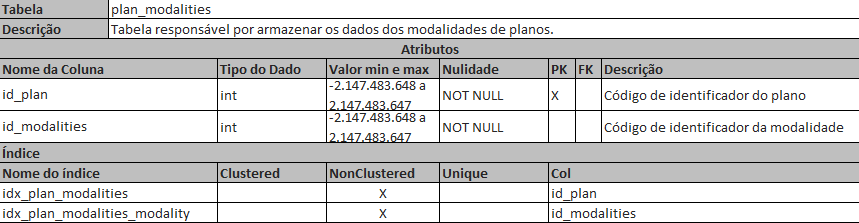 Tabela plan_modalities
Descrição Tabela responsável por armazenar os dados dos modalidades de planos.
Atributos
Nome da Coluna Tipo do Dado Valor min e max Nulidade PK FK Descrição
id_plan int -2.147.483.648 a 2.147.483.647 NOT NULL X Código de identificador do plano
id_modalities int -2.147.483.648 a 2.147.483.647 NOT NULL Código de identificador da modalidade
Índice
Nome do índice Clustered NonClustered Unique Col
idx_plan_modalities X id_plan
idx_plan_modalities_modality X id_modalities